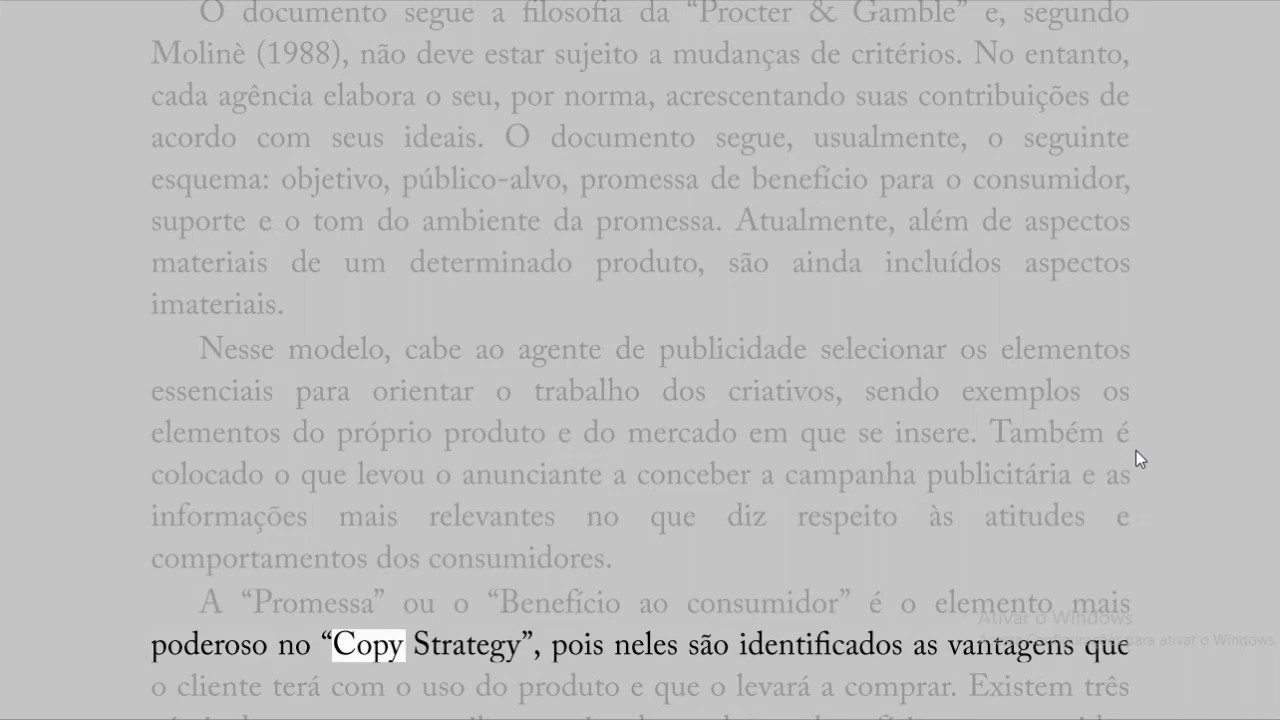 O documento segue a filosofia da “Procter & Gamble” e, segundo
Molinè (1988), não deve estar sujeito a mudanças de critérios. No entanto,
cada agência elabora o seu, por norma, acrescentando suas contribuições de
acordo com seus ideais. O documento segue, usualmente, o seguinte
esquema: objetivo, público-alvo, promessa de benefício para o consumidor,
suporte e o tom do ambiente da promessa. Atualmente, além de aspectos
materiais de um determinado produto, são ainda incluídos aspectos
imateriais.
Nesse modelo, cabe ao agente de publicidade selecionar os elementos
essenciais para orientar o trabalho dos criativos, sendo exemplos os
elementos do próprio produto e do mercado em que se insere. Também é
colocado o que levou o anunciante a conceber a campanha publicitária e as
informações mais relevantes no que diz respeito às atitudes e
comportamentos dos consumidores.
A “Promessa” ou o “Benefício ao consumidor” é o elemento mais
poderoso no “Copy Strategy”, pois neles são identificados as vantagens que
o cliente terá com o uso do produto e que o levará a comprar. Existem três
Ativar o Windows
para ativar o Windows.